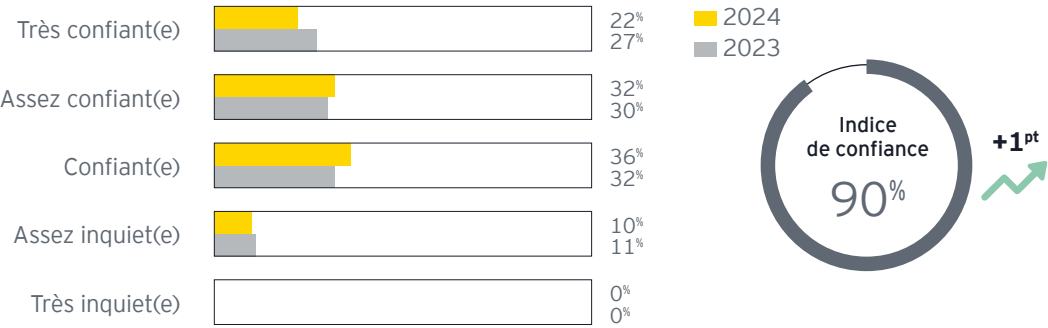 Très confiant(e)
22%
27%
Assez confiant(e)
32%
30%
Confiant(e)
36%
32%
Assez inquiet(e)
10%
11%
Très inquiet(e)
0%
0%
2024
2023
Indice
de confiance
90%
+1pt